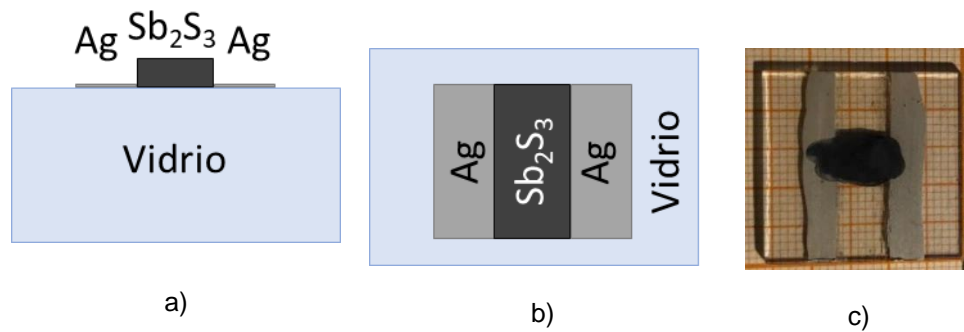 Ag Sb₂S₃ Ag
Vidrio
a)
Ag
Sb₂S₃
Ag
Vidrio
b)
c)